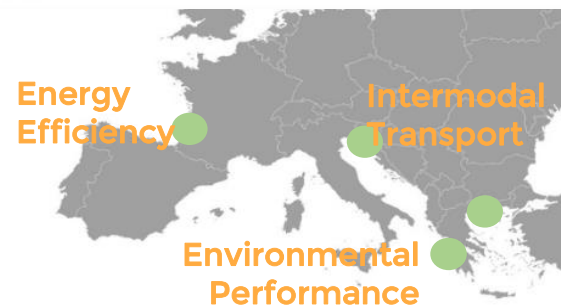 Energy
Efficiency
Intermodal
Transport
Environmental
Performance